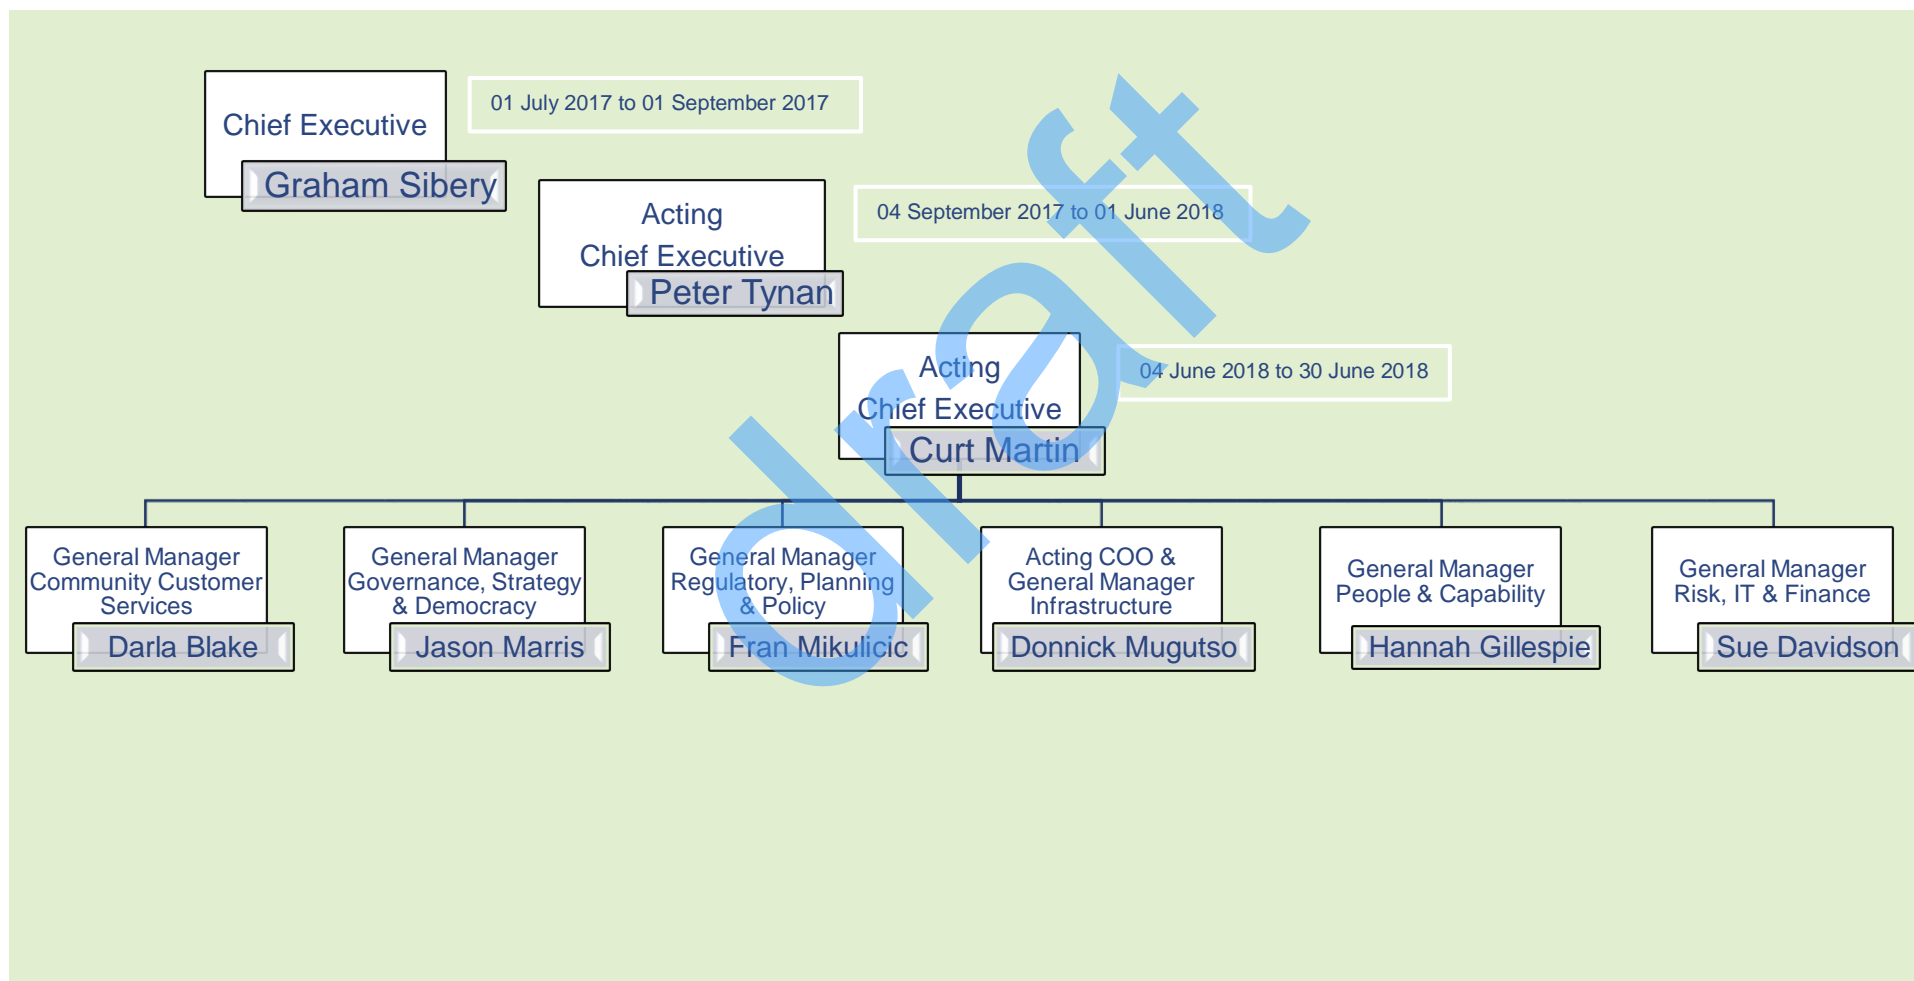 Chief Executive
Graham Sibery
01 July 2017 to 01 September 2017
Acting
Chief Executive
Peter Tynan
04 September 2017 to 01 June 2018
Acting
Chief Executive
Curt Martin
04 June 2018 to 30 June 2018
General Manager
Community Customer
Services
Darla Blake
General Manager
Governance, Strategy
& Democracy
Jason Marris
General Manager
Regulatory, Planning
& Policy
Fran Mikulicic
Acting COO &
General Manager
Infrastructure
Donnick Mugutso
General Manager
People & Capability
Hannah Gillespie
General Manager
Risk, IT & Finance
Sue Davidson
draft